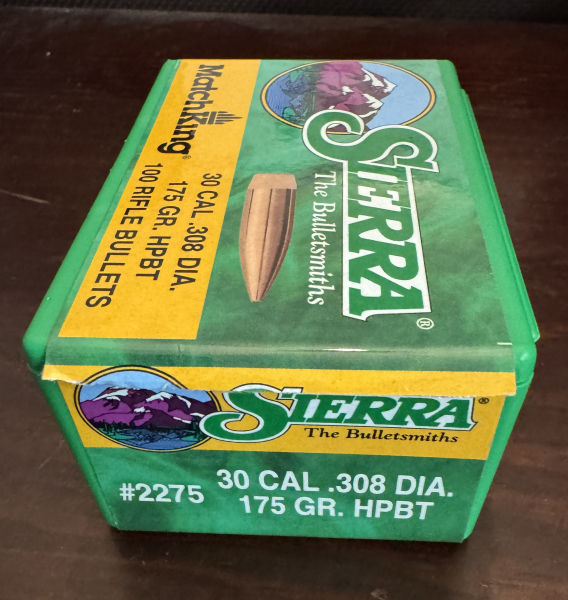 SIERRA®
The Bulletsmiths
MatchKing®
30 CAL .308 DIA.
175 GR. HPBT
100 RIFLE BULLETS
SIERRA®
The Bulletsmiths
#2275
30 CAL .308 DIA.
175 GR. HPBT